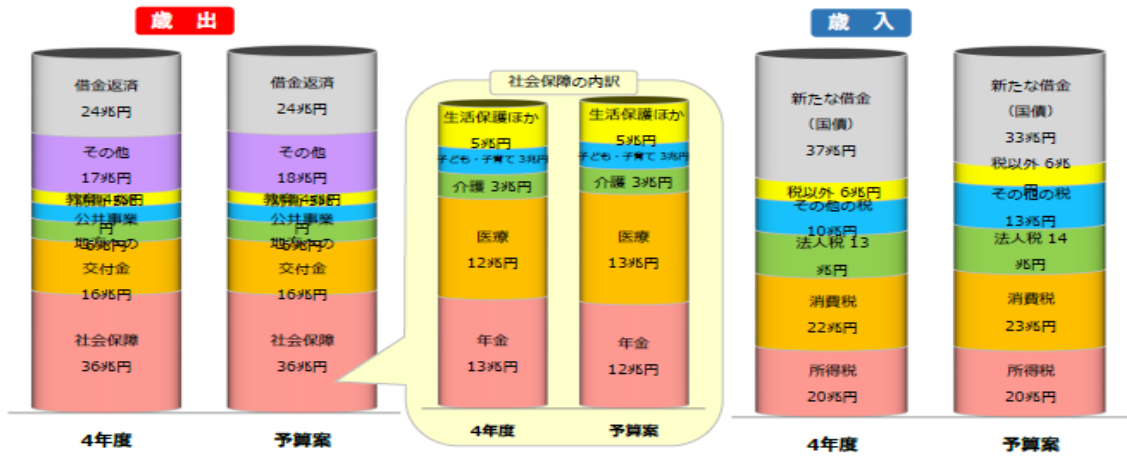 歳 出
借金返済
24兆円
その他
17兆円
公共事業
交付金
16兆円
社会保障
36兆円
4年度
借金返済
24兆円
その他
18兆円
公共事業
交付金
16兆円
社会保障
36兆円
予算案
社会保障の内訳
生活保護ほか
5兆円
子ども・子育て 3兆円
介護 3兆円
医療
12兆円
年金
13兆円
4年度
生活保護ほか
5兆円
子ども・子育て 3兆円
介護 3兆円
医療
13兆円
年金
12兆円
予算案
歳 入
新たな借金
（国債）
37兆円
税以外 6兆円
その他の税
10兆円
法人税 13
兆円
消費税
22兆円
所得税
20兆円
4年度
新たな借金
（国債）
33兆円
税以外 6兆
円
その他の税
13兆円
法人税 14
兆円
消費税
23兆円
所得税
20兆円
予算案